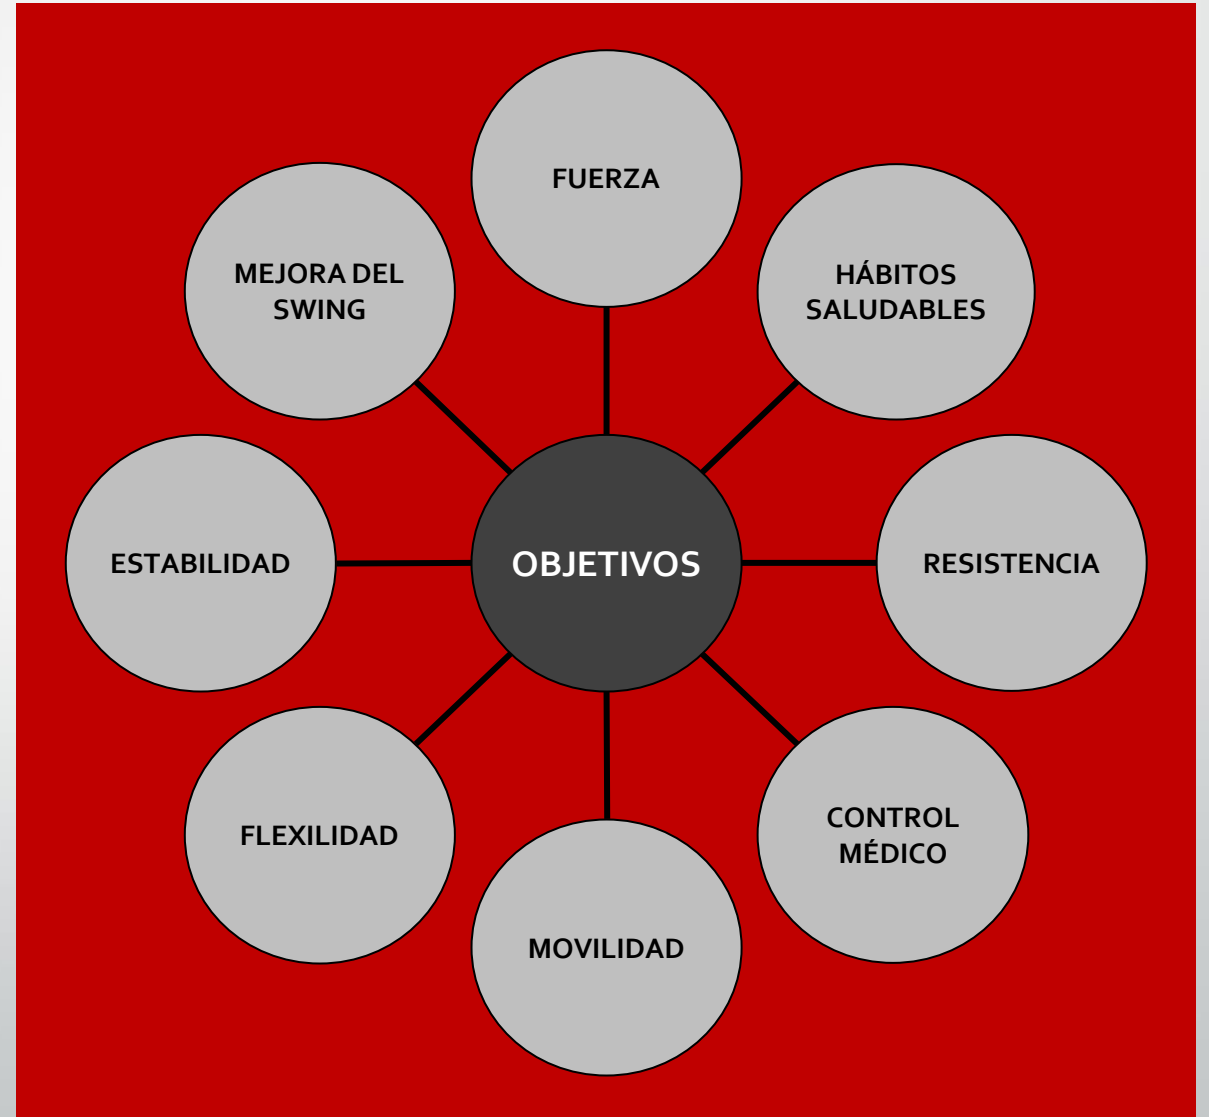 FUERZA
MEJORA DEL
SWING
HÁBITOS
SALUDABLES
ESTABILIDAD
OBJETIVOS
RESISTENCIA
FLEXILIDAD
CONTROL
MÉDICO
MOVILIDAD